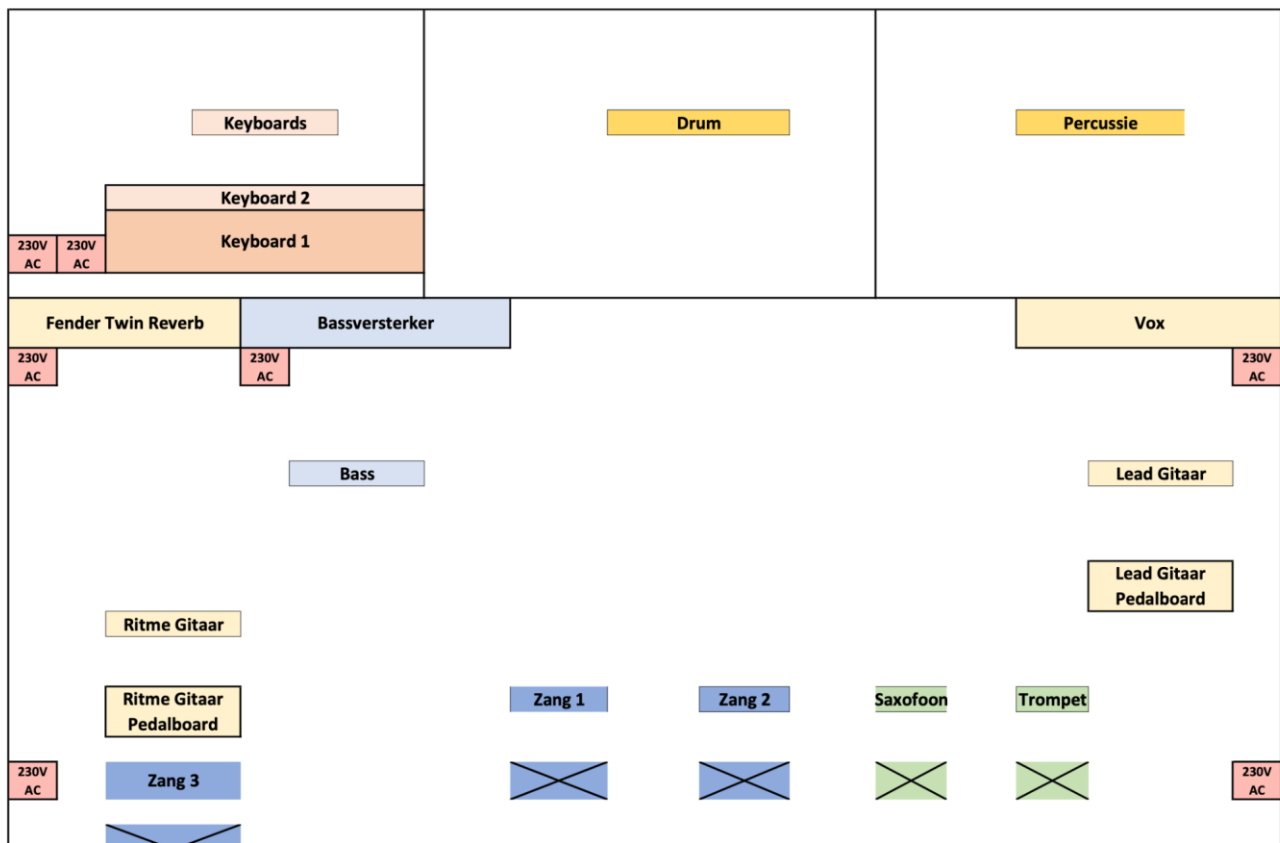 Keyboards
Drum
Percussie
Keyboard 2
Keyboard 1
230V
AC
230V
AC
Fender Twin Reverb
Bassversterker
Vox
230V
AC
230V
AC
230V
AC
Bass
Lead Gitaar
Lead Gitaar
Pedalboard
Ritme Gitaar
Ritme Gitaar
Pedalboard
Zang 1
Zang 2
Saxofoon
Trompet
230V
AC
Zang 3
230V
AC